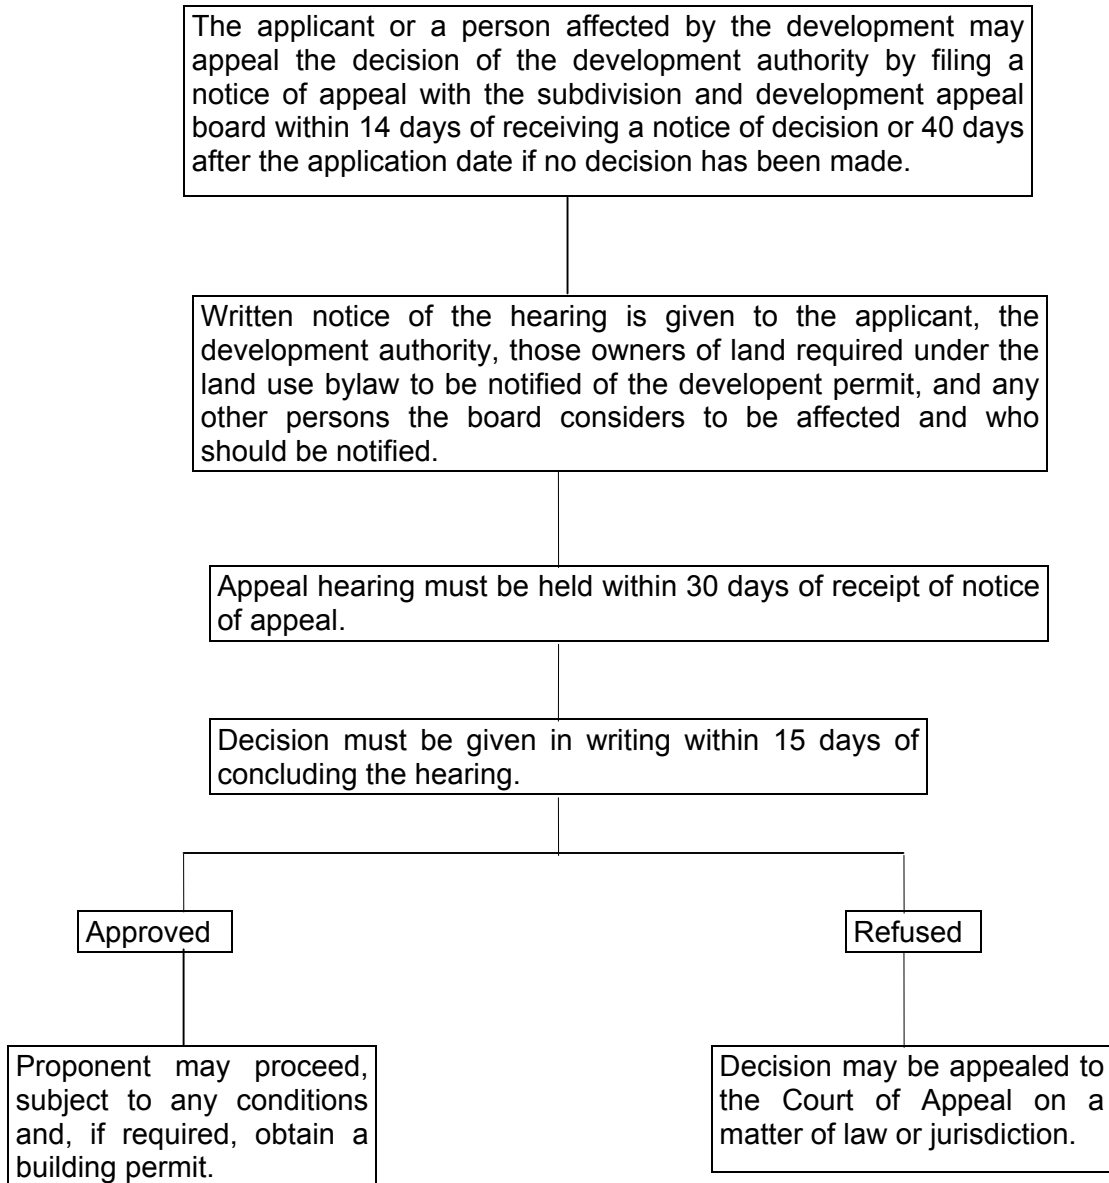 The applicant or a person affected by the development may
appeal the decision of the development authority by filing a
notice of appeal with the subdivision and development appeal
board within 14 days of receiving a notice of decision or 40 days
after the application date if no decision has been made.
Written notice of the hearing is given to the applicant, the
development authority, those owners of land required under the
land use bylaw to be notified of the developent permit, and any
other persons the board considers to be affected and who
should be notified.
Appeal hearing must be held within 30 days of receipt of notice
of appeal.
Decision must be given in writing within 15 days of
concluding the hearing.
Approved
Refused
Proponent may proceed,
subject to any conditions
and, if required, obtain a
building permit.
Decision may be appealed to
the Court of Appeal on a
matter of law or jurisdiction.